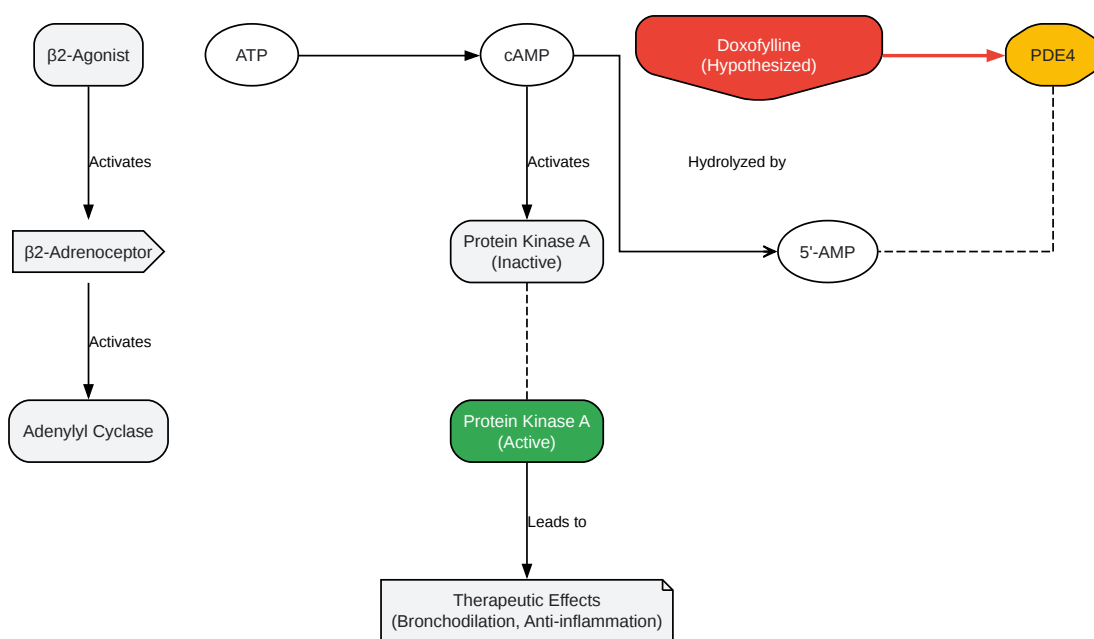 β2-Agonist
ATP
cAMP
Doxofylline
(Hypothesized)
PDE4
Activates
Activates
Hydrolyzed by
β2-Adrenoceptor
Protein Kinase A
(Inactive)
5'-AMP
Activates
Adenylyl Cyclase
Protein Kinase A
(Active)
Leads to
Therapeutic Effects
(Bronchodilation, Anti-inflammation)